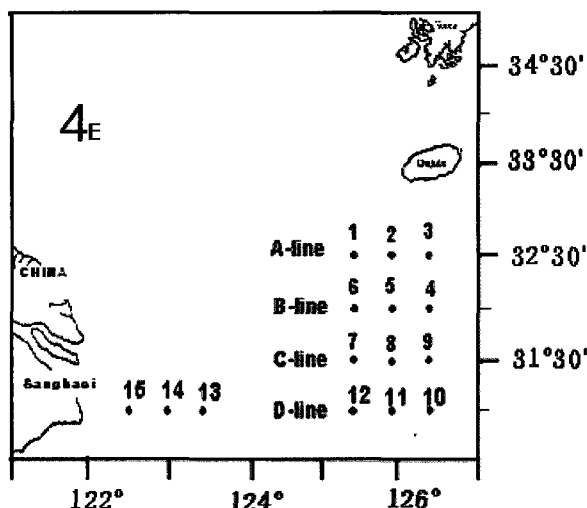 34°30'
4E
33°30'
1 2 3
A-line
32°30'
CHINA
6 5 4
B-line
7 8 9
C-line
31°30'
Sanghaei
15 14 13
12 11 10
D-line
122° 124° 126°